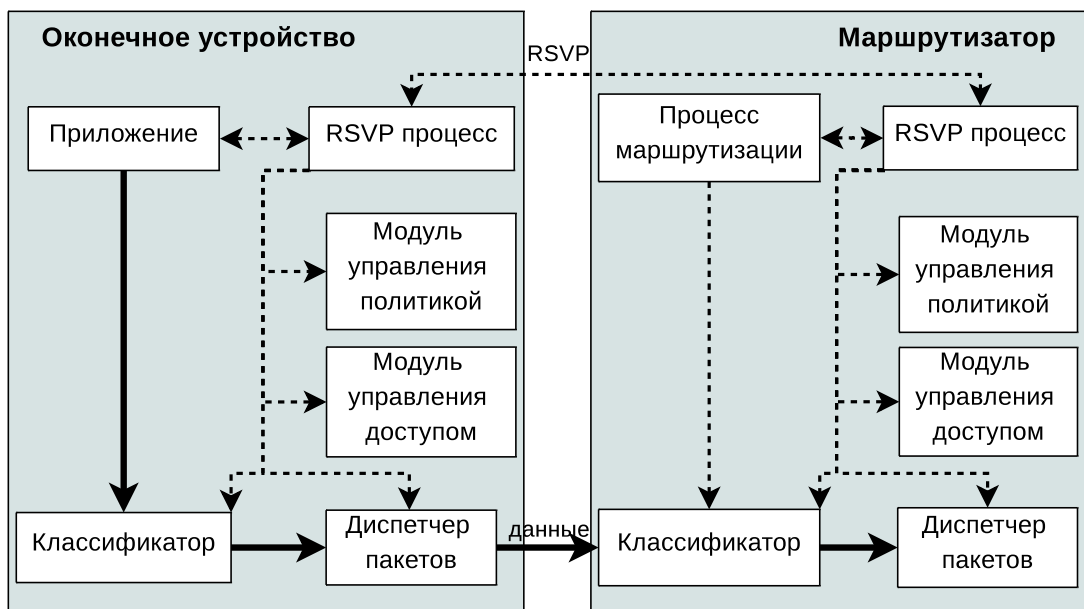 Оконечное устройство
Маршрутизатор
RSVP
Приложение
RSVP процесс
Процесс
маршрутизации
RSVP процесс
Модуль
управления
политикой
Модуль
управления
политикой
Модуль
управления
доступом
Модуль
управления
доступом
Классификатор
Диспетчер
пакетов
данные
Классификатор
Диспетчер
пакетов